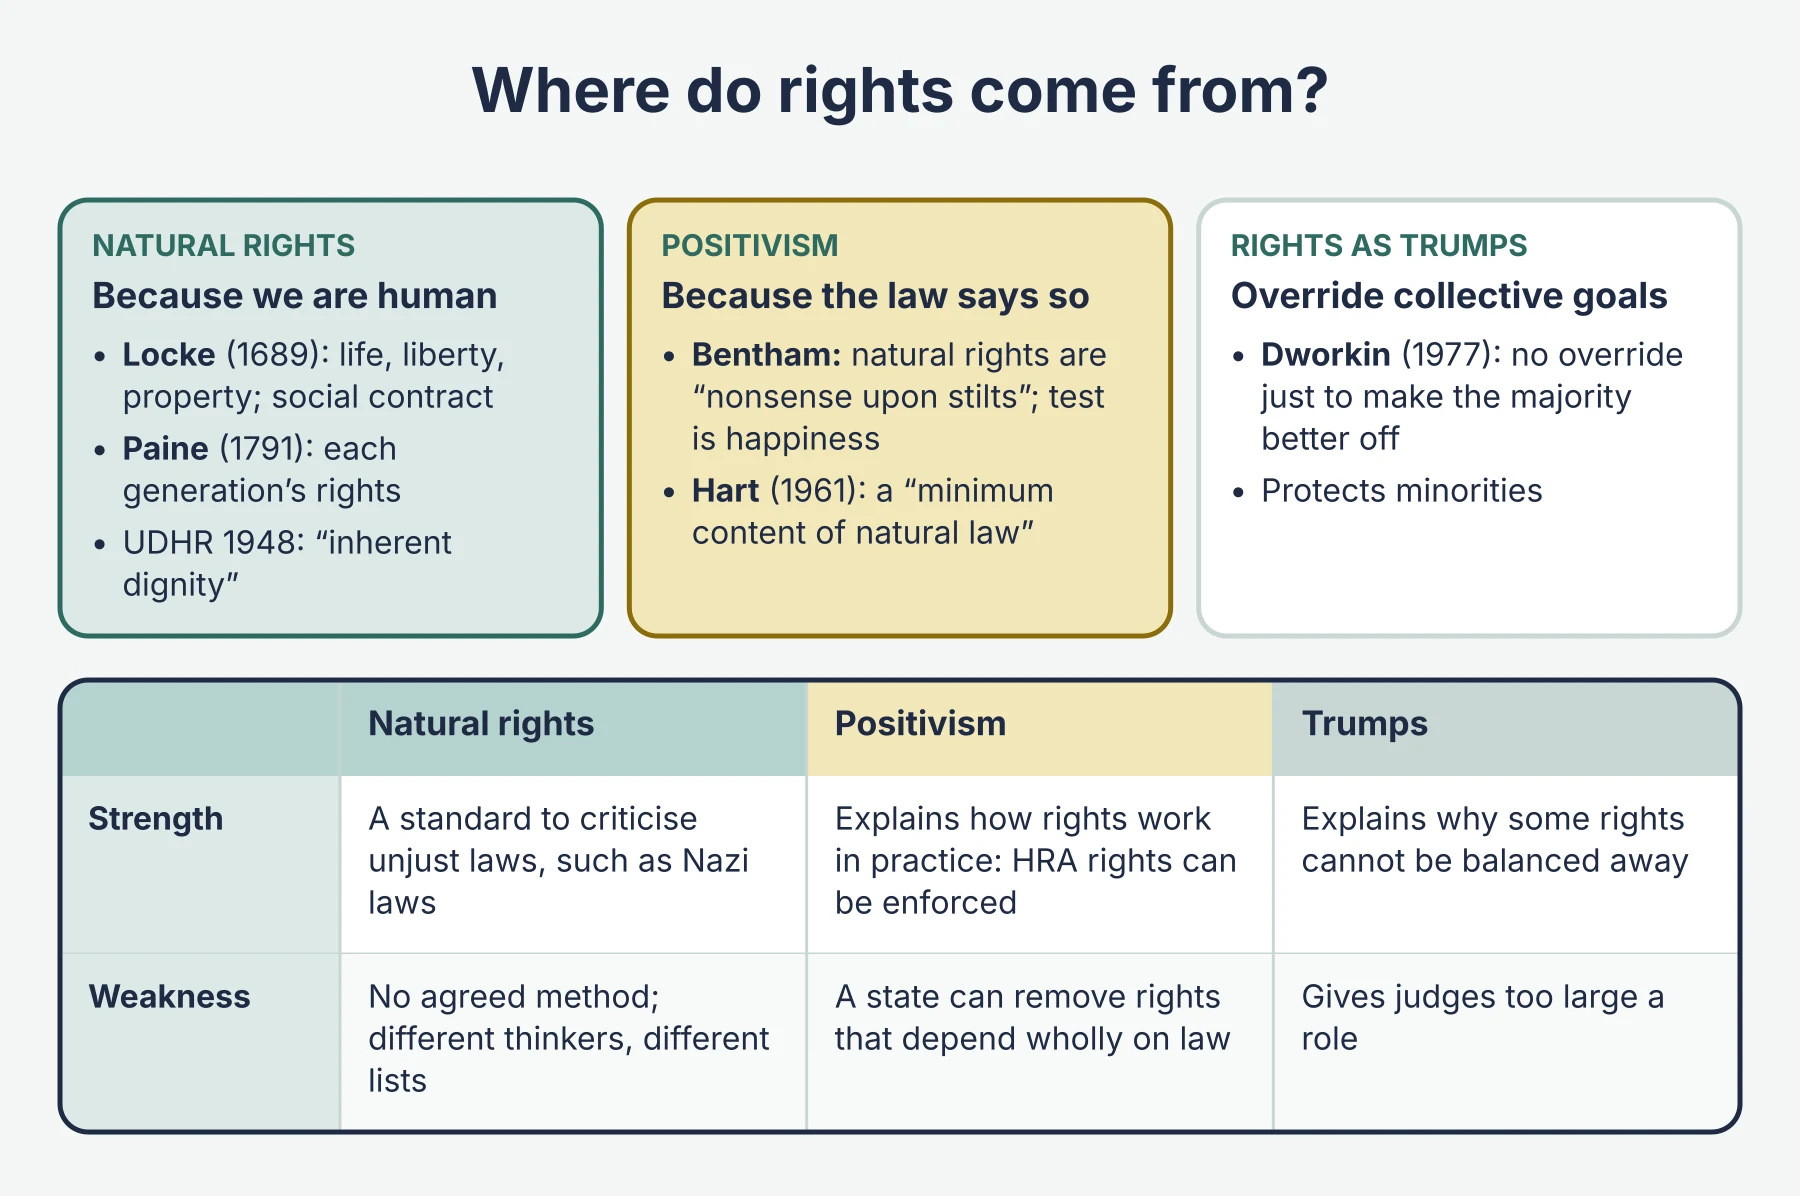 Where do rights come from?
NATURAL RIGHTS
Because we are human
• Locke (1689): life, liberty,
property; social contract
• Paine (1791): each
generation’s rights
• UDHR 1948: “inherent
dignity”
POSITIVISM
Because the law says so
• Bentham: natural rights are
“nonsense upon stilts”; test
is happiness
• Hart (1961): a “minimum
content of natural law”
RIGHTS AS TRUMPS
Override collective goals
• Dworkin (1977): no override
just to make the majority
better off
• Protects minorities
Natural rights
Positivism
Trumps
Strength
A standard to criticise
unjust laws, such as Nazi
laws
Explains how rights work
in practice: HRA rights can
be enforced
Explains why some rights
cannot be balanced away
Weakness
No agreed method;
different thinkers, different
lists
A state can remove rights
that depend wholly on law
Gives judges too large a
role